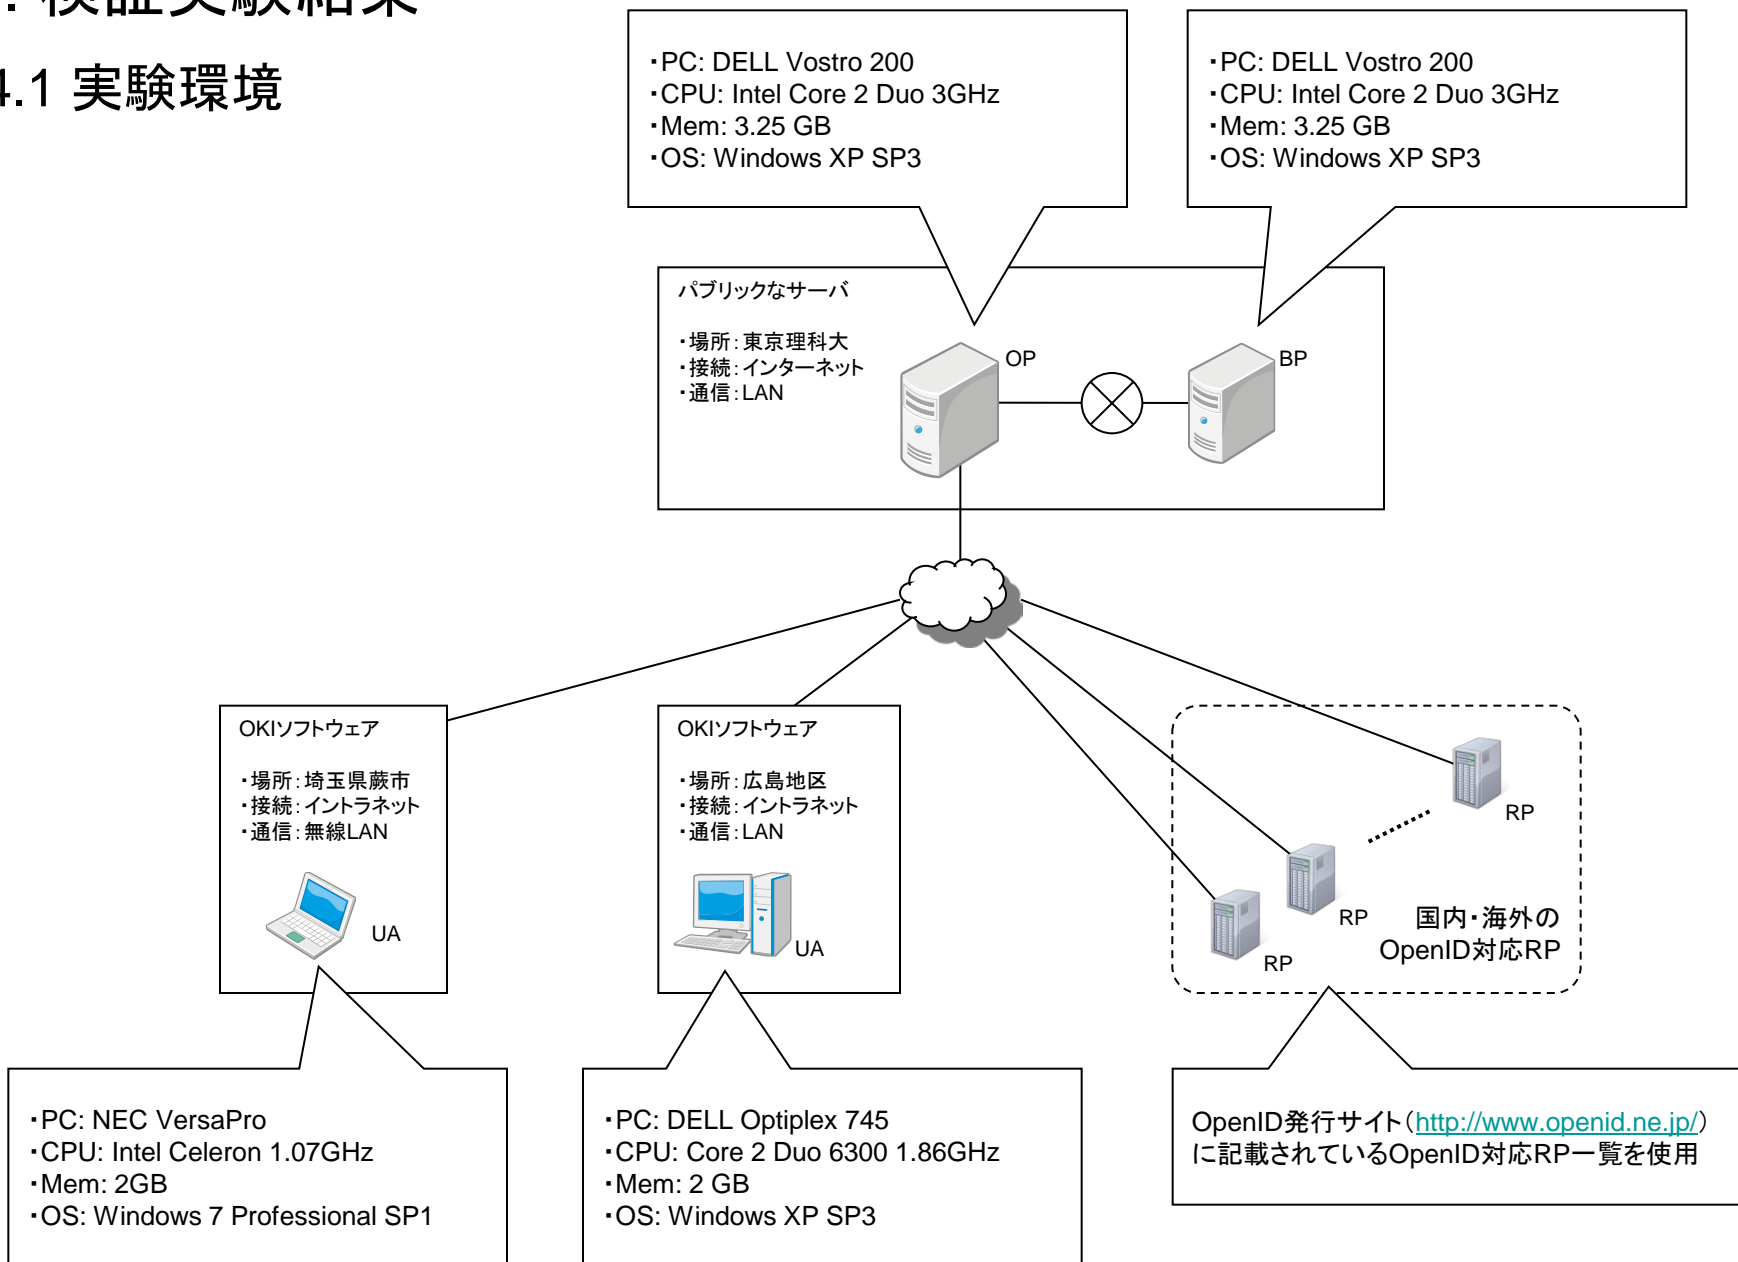 . 検証実験結果
4.1 実験環境
・PC: DELL Vostro 200
・CPU: Intel Core 2 Duo 3GHz
・Mem: 3.25 GB
・OS: Windows XP SP3
・PC: DELL Vostro 200
・CPU: Intel Core 2 Duo 3GHz
・Mem: 3.25 GB
・OS: Windows XP SP3
パブリックなサーバ
・場所：東京理科大
・接続：インターネット
・通信：LAN
OP
BP
OKIソフトウェア
・場所：埼玉県蕨市
・接続：イントラネット
・通信：無線LAN
UA
OKIソフトウェア
・場所：広島地区
・接続：イントラネット
・通信：LAN
UA
RP
RP
RP
国内・海外の
OpenID対応RP
・PC: NEC VersaPro
・CPU: Intel Celeron 1.07GHz
・Mem: 2GB
・OS: Windows 7 Professional SP1
・PC: DELL Optiplex 745
・CPU: Core 2 Duo 6300 1.86GHz
・Mem: 2 GB
・OS: Windows XP SP3
OpenID発行サイト（http://www.openid.ne.jp/）
に記載されているOpenID対応RP一覧を使用